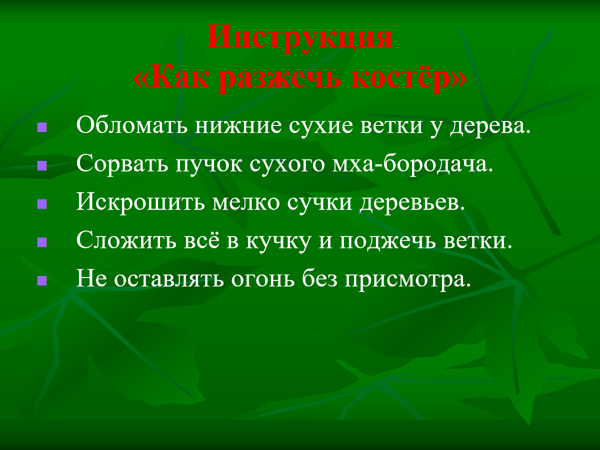 Инструкция
«Как разжечь костёр»
Обломать нижние сухие ветки у дерева.
Сорвать пучок сухого мха-бородача.
Искрошить мелко сучки деревьев.
Сложить всё в кучку и поджечь ветки.
Не оставлять огонь без присмотра.